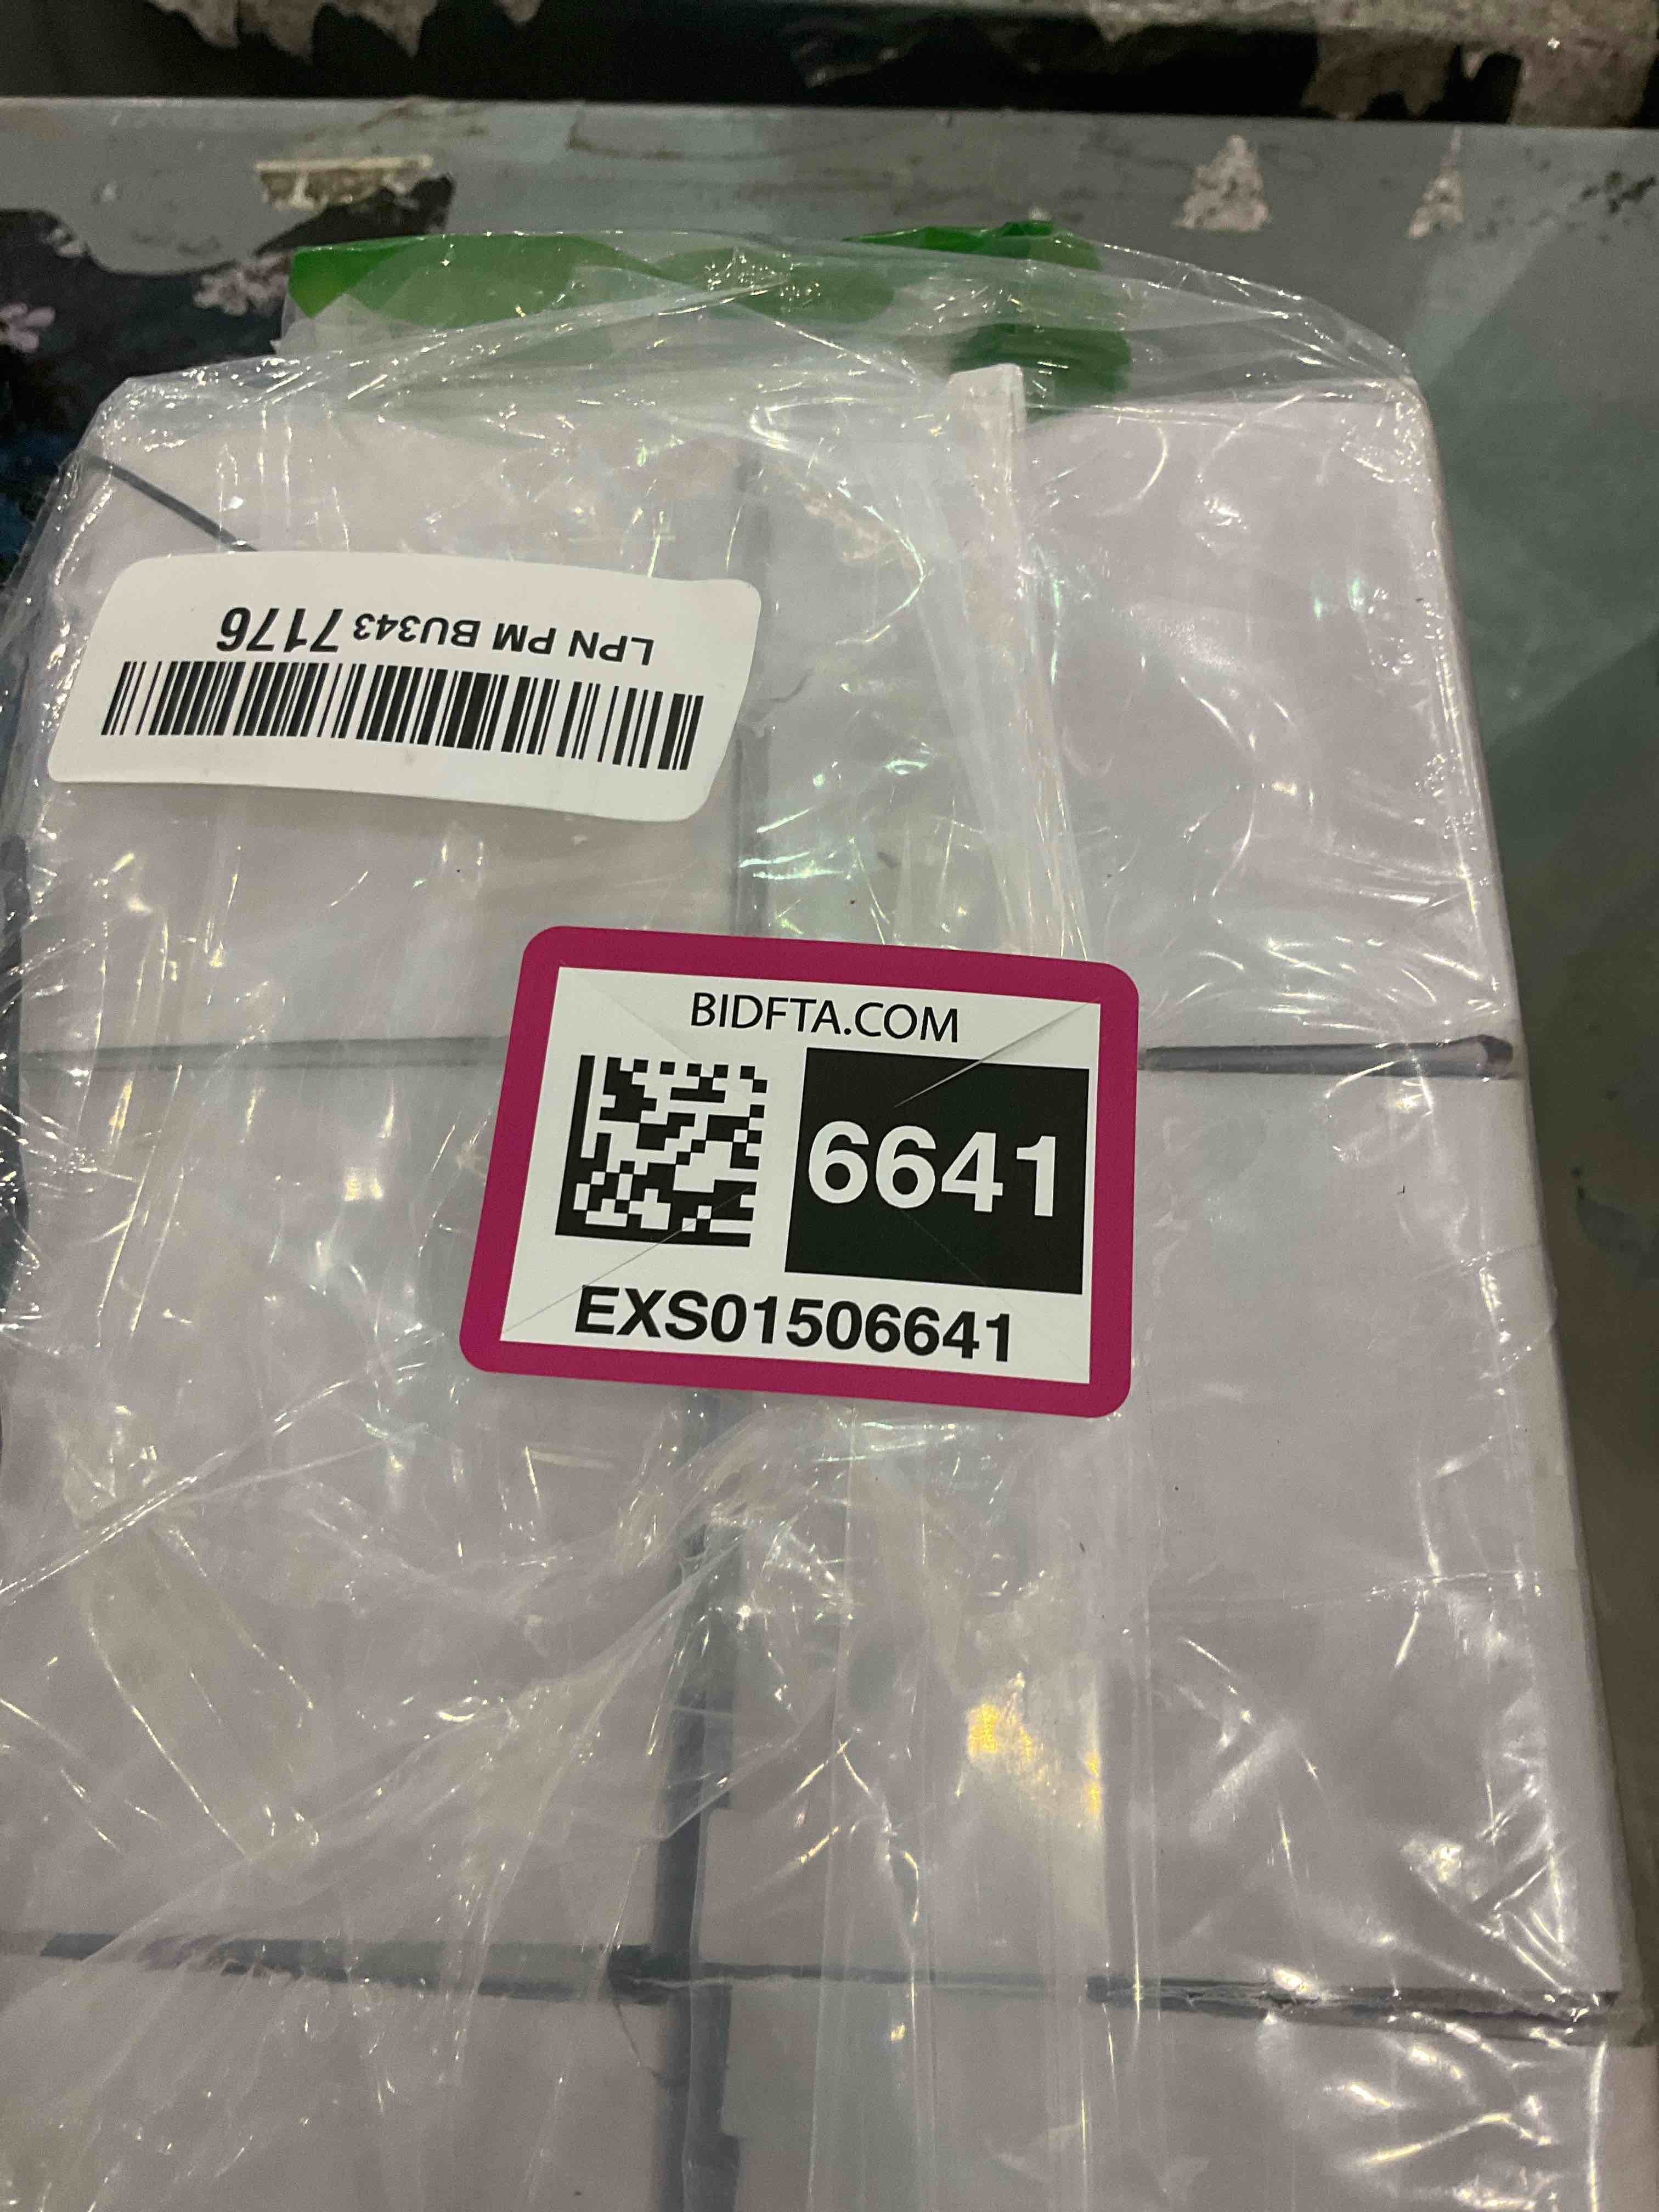 LPN PM BU343 7176
BIDFTA.COM
6641
EXS01506641